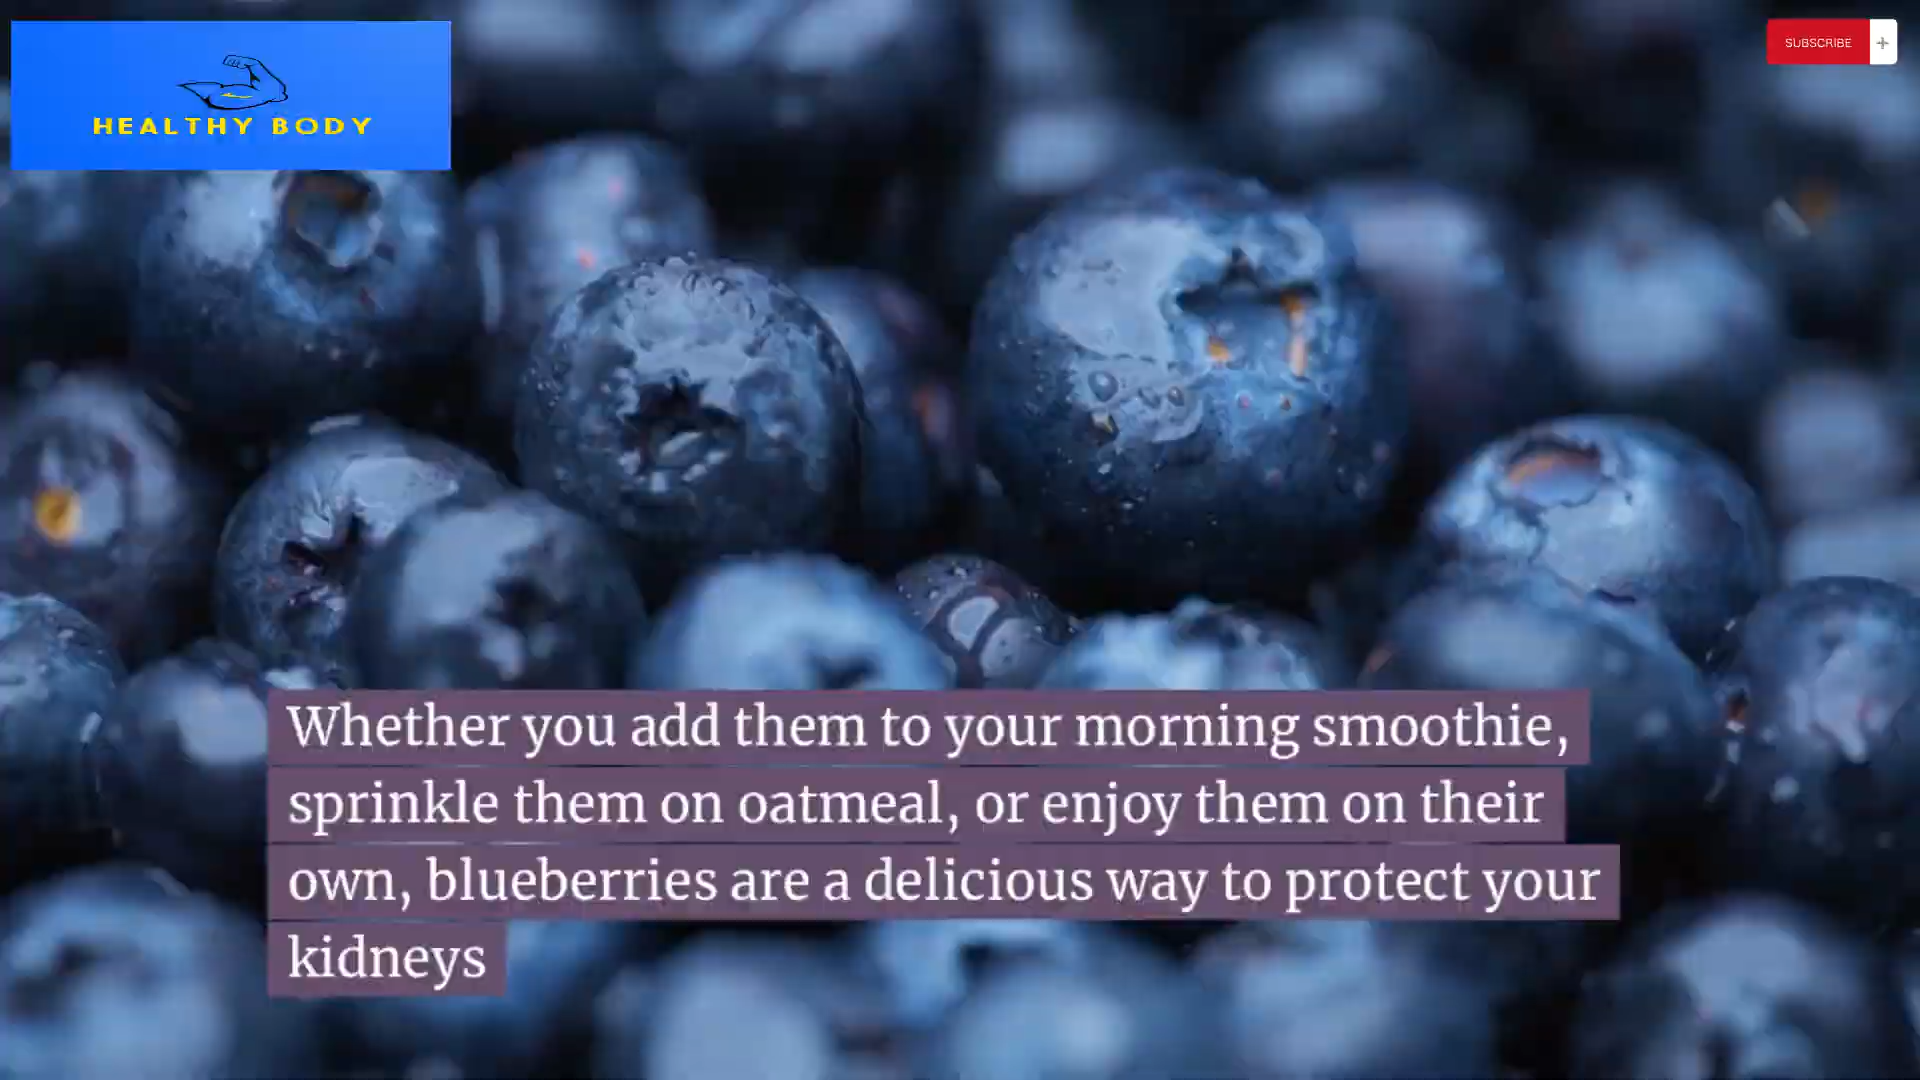 HEALTHY BODY
SUBSCRIBE +
Whether you add them to your morning smoothie,
sprinkle them on oatmeal, or enjoy them on their
own, blueberries are a delicious way to protect your
kidneys